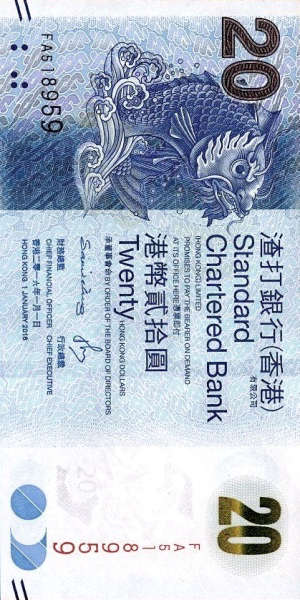 20
FA518959
渣打銀行(香港)
有限公司
Standard
Chartered Bank
(HONG KONG) LIMITED
PROMISES TO PAY THE BEARER ON DEMAND
AT ITS OFFICE HERE 憑票即付
港幣貳拾圓
Twenty HONG KONG DOLLARS
承董事會命 BY ORDER OF THE BOARD OF DIRECTORS
財務總監 行政總裁
CHIEF FINANCIAL OFFICER CHIEF EXECUTIVE
香港二零一六年一月一日
HONG KONG 1 JANUARY 2016
20
FA518959